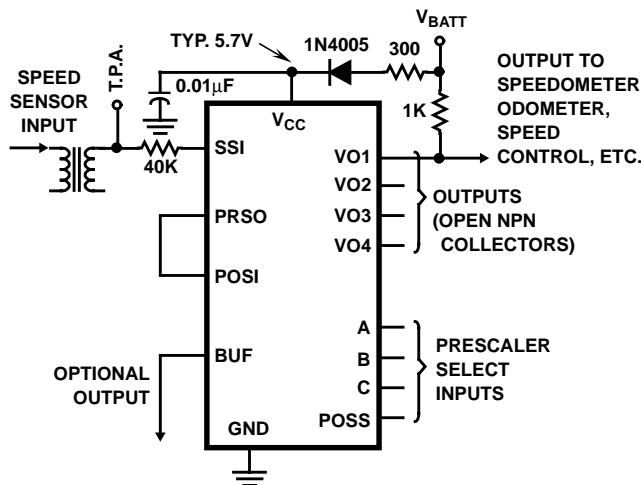 V_BATT
TYP. 5.7V
1N4005
300
T.P.A.
SPEED
SENSOR
INPUT
0.01µF
OUTPUT TO
SPEEDOMETER
ODOMETER,
SPEED
CONTROL, ETC.
1K
V_CC
40K
SSI
VO1
VO2
VO3
VO4
OUTPUTS
(OPEN NPN
COLLECTORS)
PRSO
POSI
BUF
OPTIONAL
OUTPUT
A
B
C
POSS
PRESCALER
SELECT
INPUTS
GND